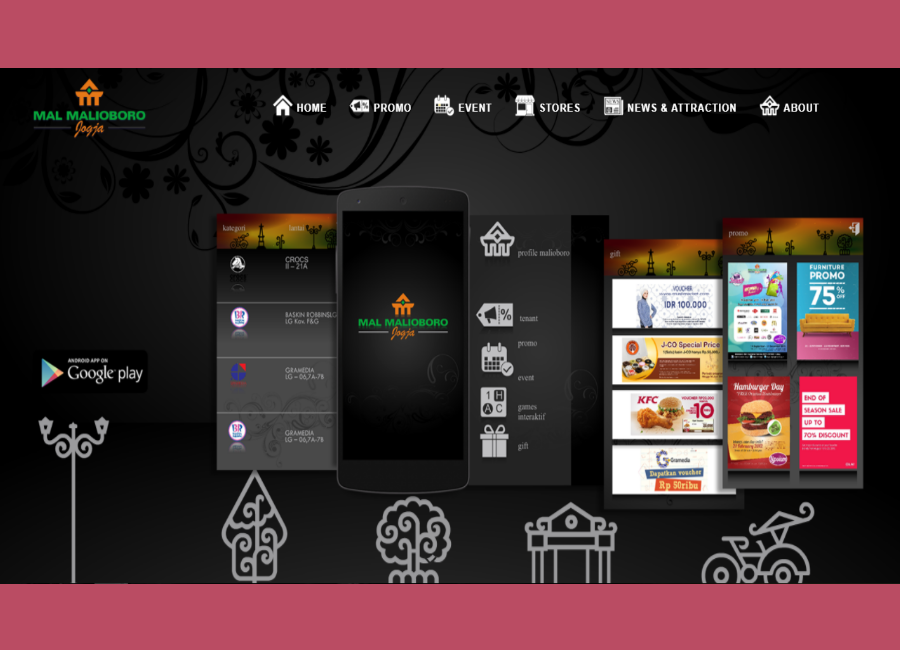 MAL MALIOBORO
Jogja
HOME
PROMO
EVENT
STORES
NEWS & ATTRACTION
ABOUT
kategori
lantai
CROCS
II – 21A
BASKIN ROBBINS
GRAMEDIA
LG – 06,7A-7B
GRAMEDIA
LG – 06,7A-7B
MAL MALIOBORO
Jogja
profile malioboro
tenant
promo
event
games
interaktif
gift
1 H
A C
gift
VOUCHER
IDR 100.000
J-CO Special Price
KFC
10
Gramedia
Dapatkan voucher
Rp 50ribu
promo
FURNITURE
PROMO
75%
OFF
Hamburger Day
END OF
SEASON SALE
UP TO
70% DISCOUNT
ANDROID APP ON
Google play